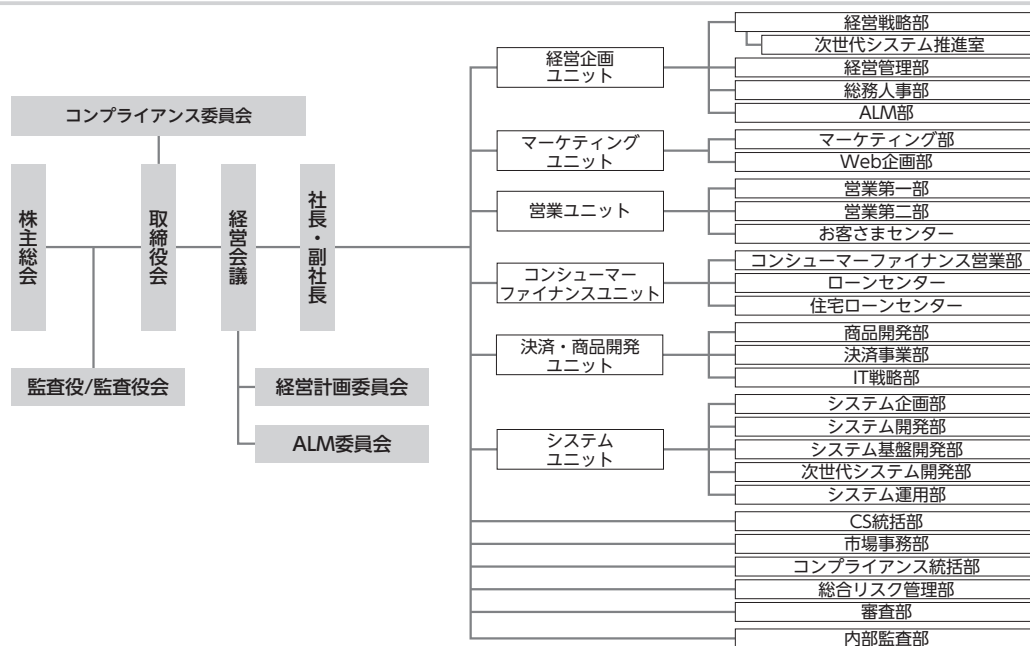 コンプライアンス委員会
株主総会
取締役会
経営会議
社長・副社長
監査役/監査役会
経営計画委員会
ALM委員会
経営企画
ユニット
経営戦略部
次世代システム推進室
経営管理部
総務人事部
ALM部
マーケティング
ユニット
マーケティング部
Web企画部
営業ユニット
営業第一部
営業第二部
お客さまセンター
コンシューマー
ファイナンスユニット
コンシューマーファイナンス営業部
ローンセンター
住宅ローンセンター
決済・商品開発
ユニット
商品開発部
決済事業部
IT戦略部
システム
ユニット
システム企画部
システム開発部
システム基盤開発部
次世代システム開発部
システム運用部
CS統括部
市場事務部
コンプライアンス統括部
総合リスク管理部
審査部
内部監査部